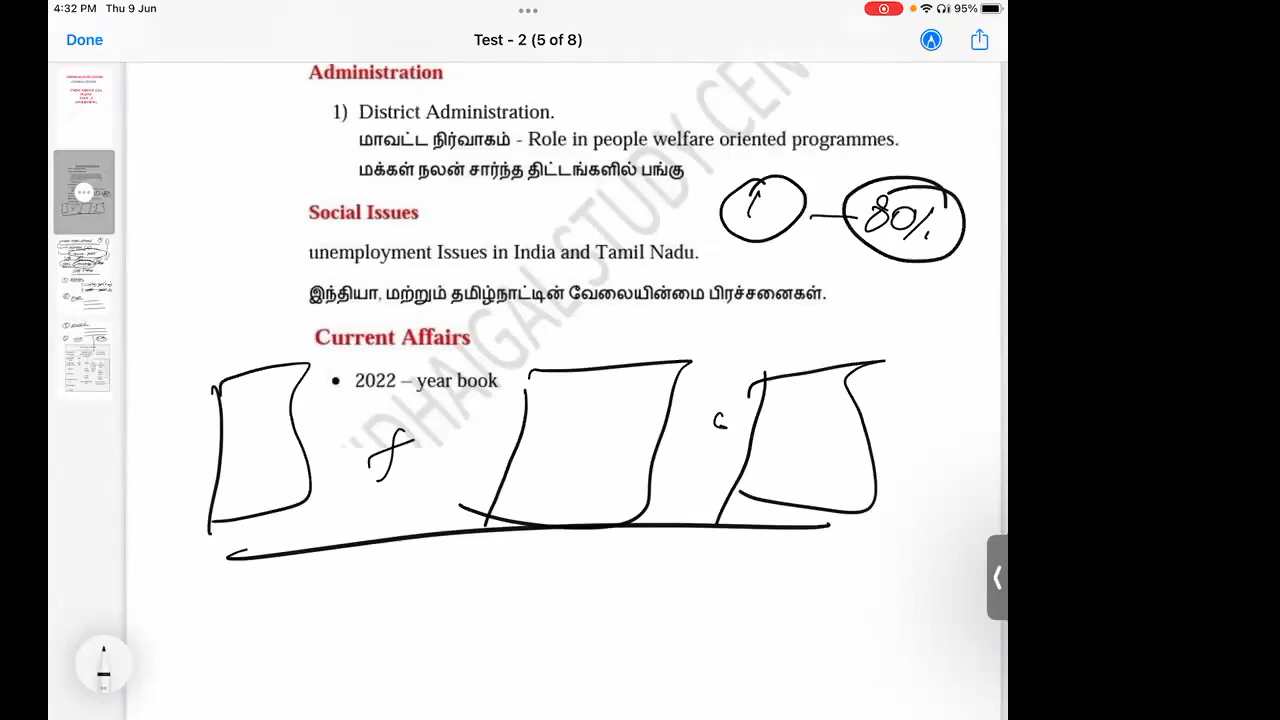 4:32 PM Thu 9 Jun
95%
Done
Test - 2 (5 of 8)
Administration
1) District Administration.
மாவட்ட நிர்வாகம் - Role in people welfare oriented programmes.
மக்கள் நலன் சார்ந்த திட்டங்களில் பங்கு
80%
Social Issues
unemployment Issues in India and Tamil Nadu.
இந்தியா, மற்றும் தமிழ்நாட்டின் வேலையின்மை பிரச்சனைகள்.
Current Affairs
• 2022 – year book
STUDY CEN